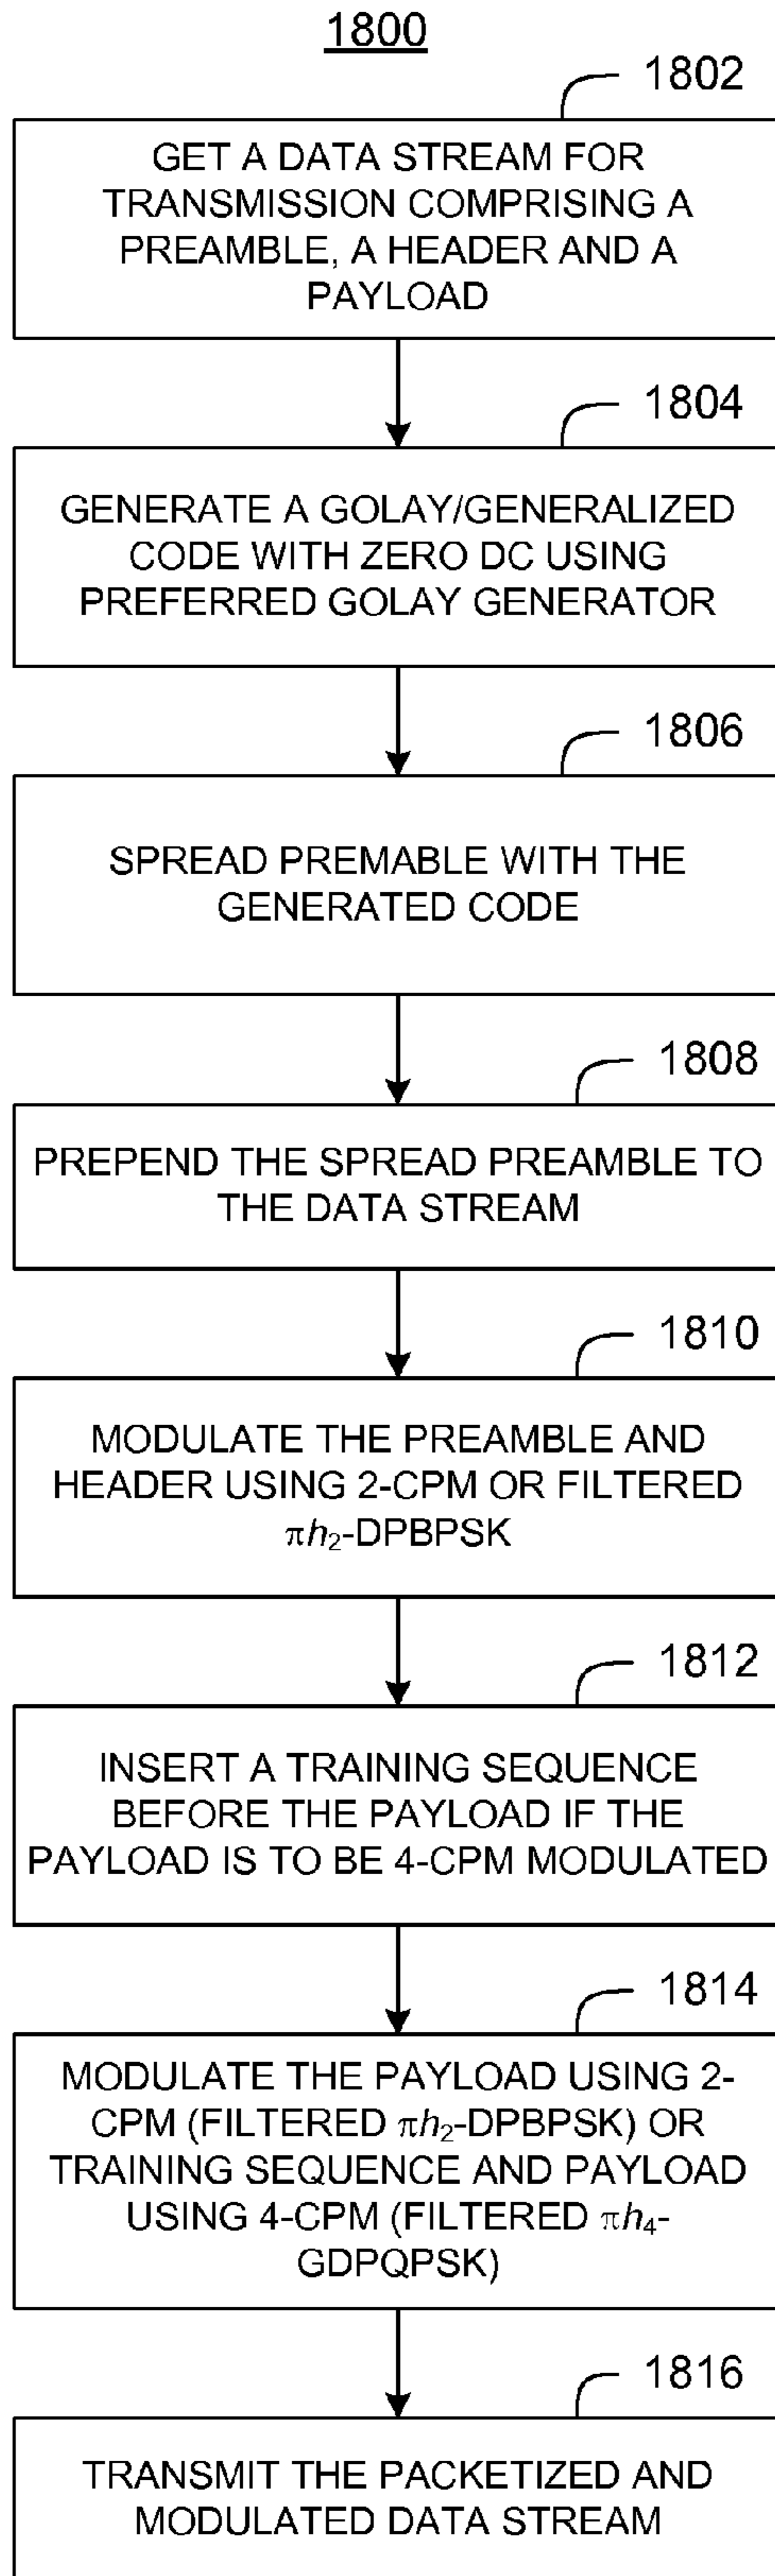 1800
1802
GET A DATA STREAM FOR
TRANSMISSION COMPRISING A
PREAMBLE, A HEADER AND A
PAYLOAD
1804
GENERATE A GOLAY/GENERALIZED
CODE WITH ZERO DC USING
PREFERRED GOLAY GENERATOR
1806
SPREAD PREMABLE WITH THE
GENERATED CODE
1808
PREPEND THE SPREAD PREAMBLE TO
THE DATA STREAM
1810
MODULATE THE PREAMBLE AND
HEADER USING 2-CPM OR FILTERED
πh₂-DPBPSK
1812
INSERT A TRAINING SEQUENCE
BEFORE THE PAYLOAD IF THE
PAYLOAD IS TO BE 4-CPM MODULATED
1814
MODULATE THE PAYLOAD USING 2-
CPM (FILTERED πh₂-DPBPSK) OR
TRAINING SEQUENCE AND PAYLOAD
USING 4-CPM (FILTERED πh₄-
GDPQPSK)
1816
TRANSMIT THE PACKETIZED AND
MODULATED DATA STREAM